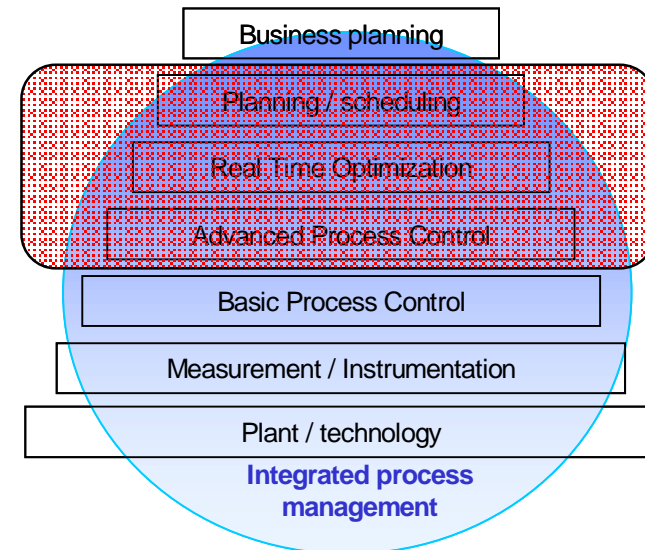 Business planning
Planning / scheduling
Real Time Optimization
Advanced Process Control
Basic Process Control
Measurement / Instrumentation
Plant / technology
Integrated process
management